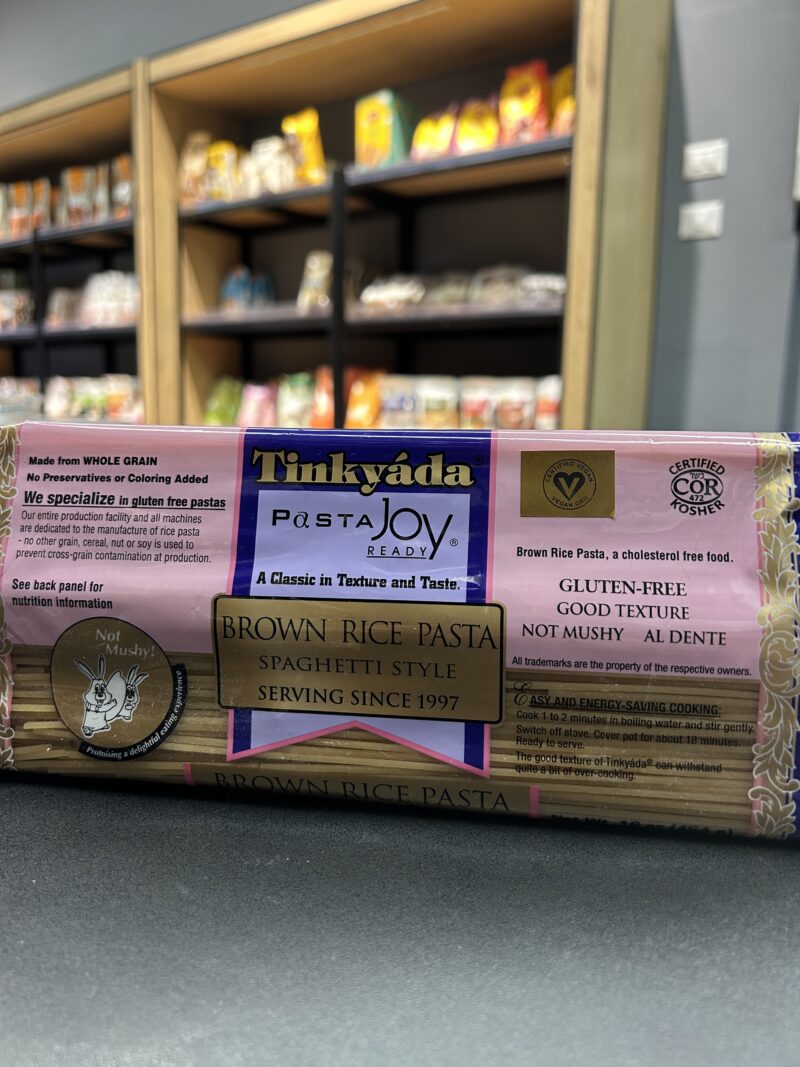 Made from WHOLE GRAIN
No Preservatives or Coloring Added
We specialize in gluten free pastas
Our entire production facility and all machines
are dedicated to the manufacture of rice pasta
- no other grain, cereal, nut or soy is used to
prevent cross-grain contamination at production.
See back panel for
nutrition information
Not
Mushy!
Promising a delightful eating experience
Tinkyáda®
PASTA JOY
READY®
A Classic in Texture and Taste.
BROWN RICE PASTA
SPAGHETTI STYLE
SERVING SINCE 1997
CERTIFIED VEGAN
VEGAN.ORG
CERTIFIED
COR
472
KOSHER
Brown Rice Pasta, a cholesterol free food.
GLUTEN-FREE
GOOD TEXTURE
NOT MUSHY AL DENTE
All trademarks are the property of the respective owners.
EASY AND ENERGY-SAVING COOKING:
Cook 1 to 2 minutes in boiling water and stir gently.
Switch off stove. Cover pot for about 18 minutes.
Ready to serve.
The good texture of Tinkyáda® can withstand
quite a bit of over-cooking.
BROWN RICE PASTA